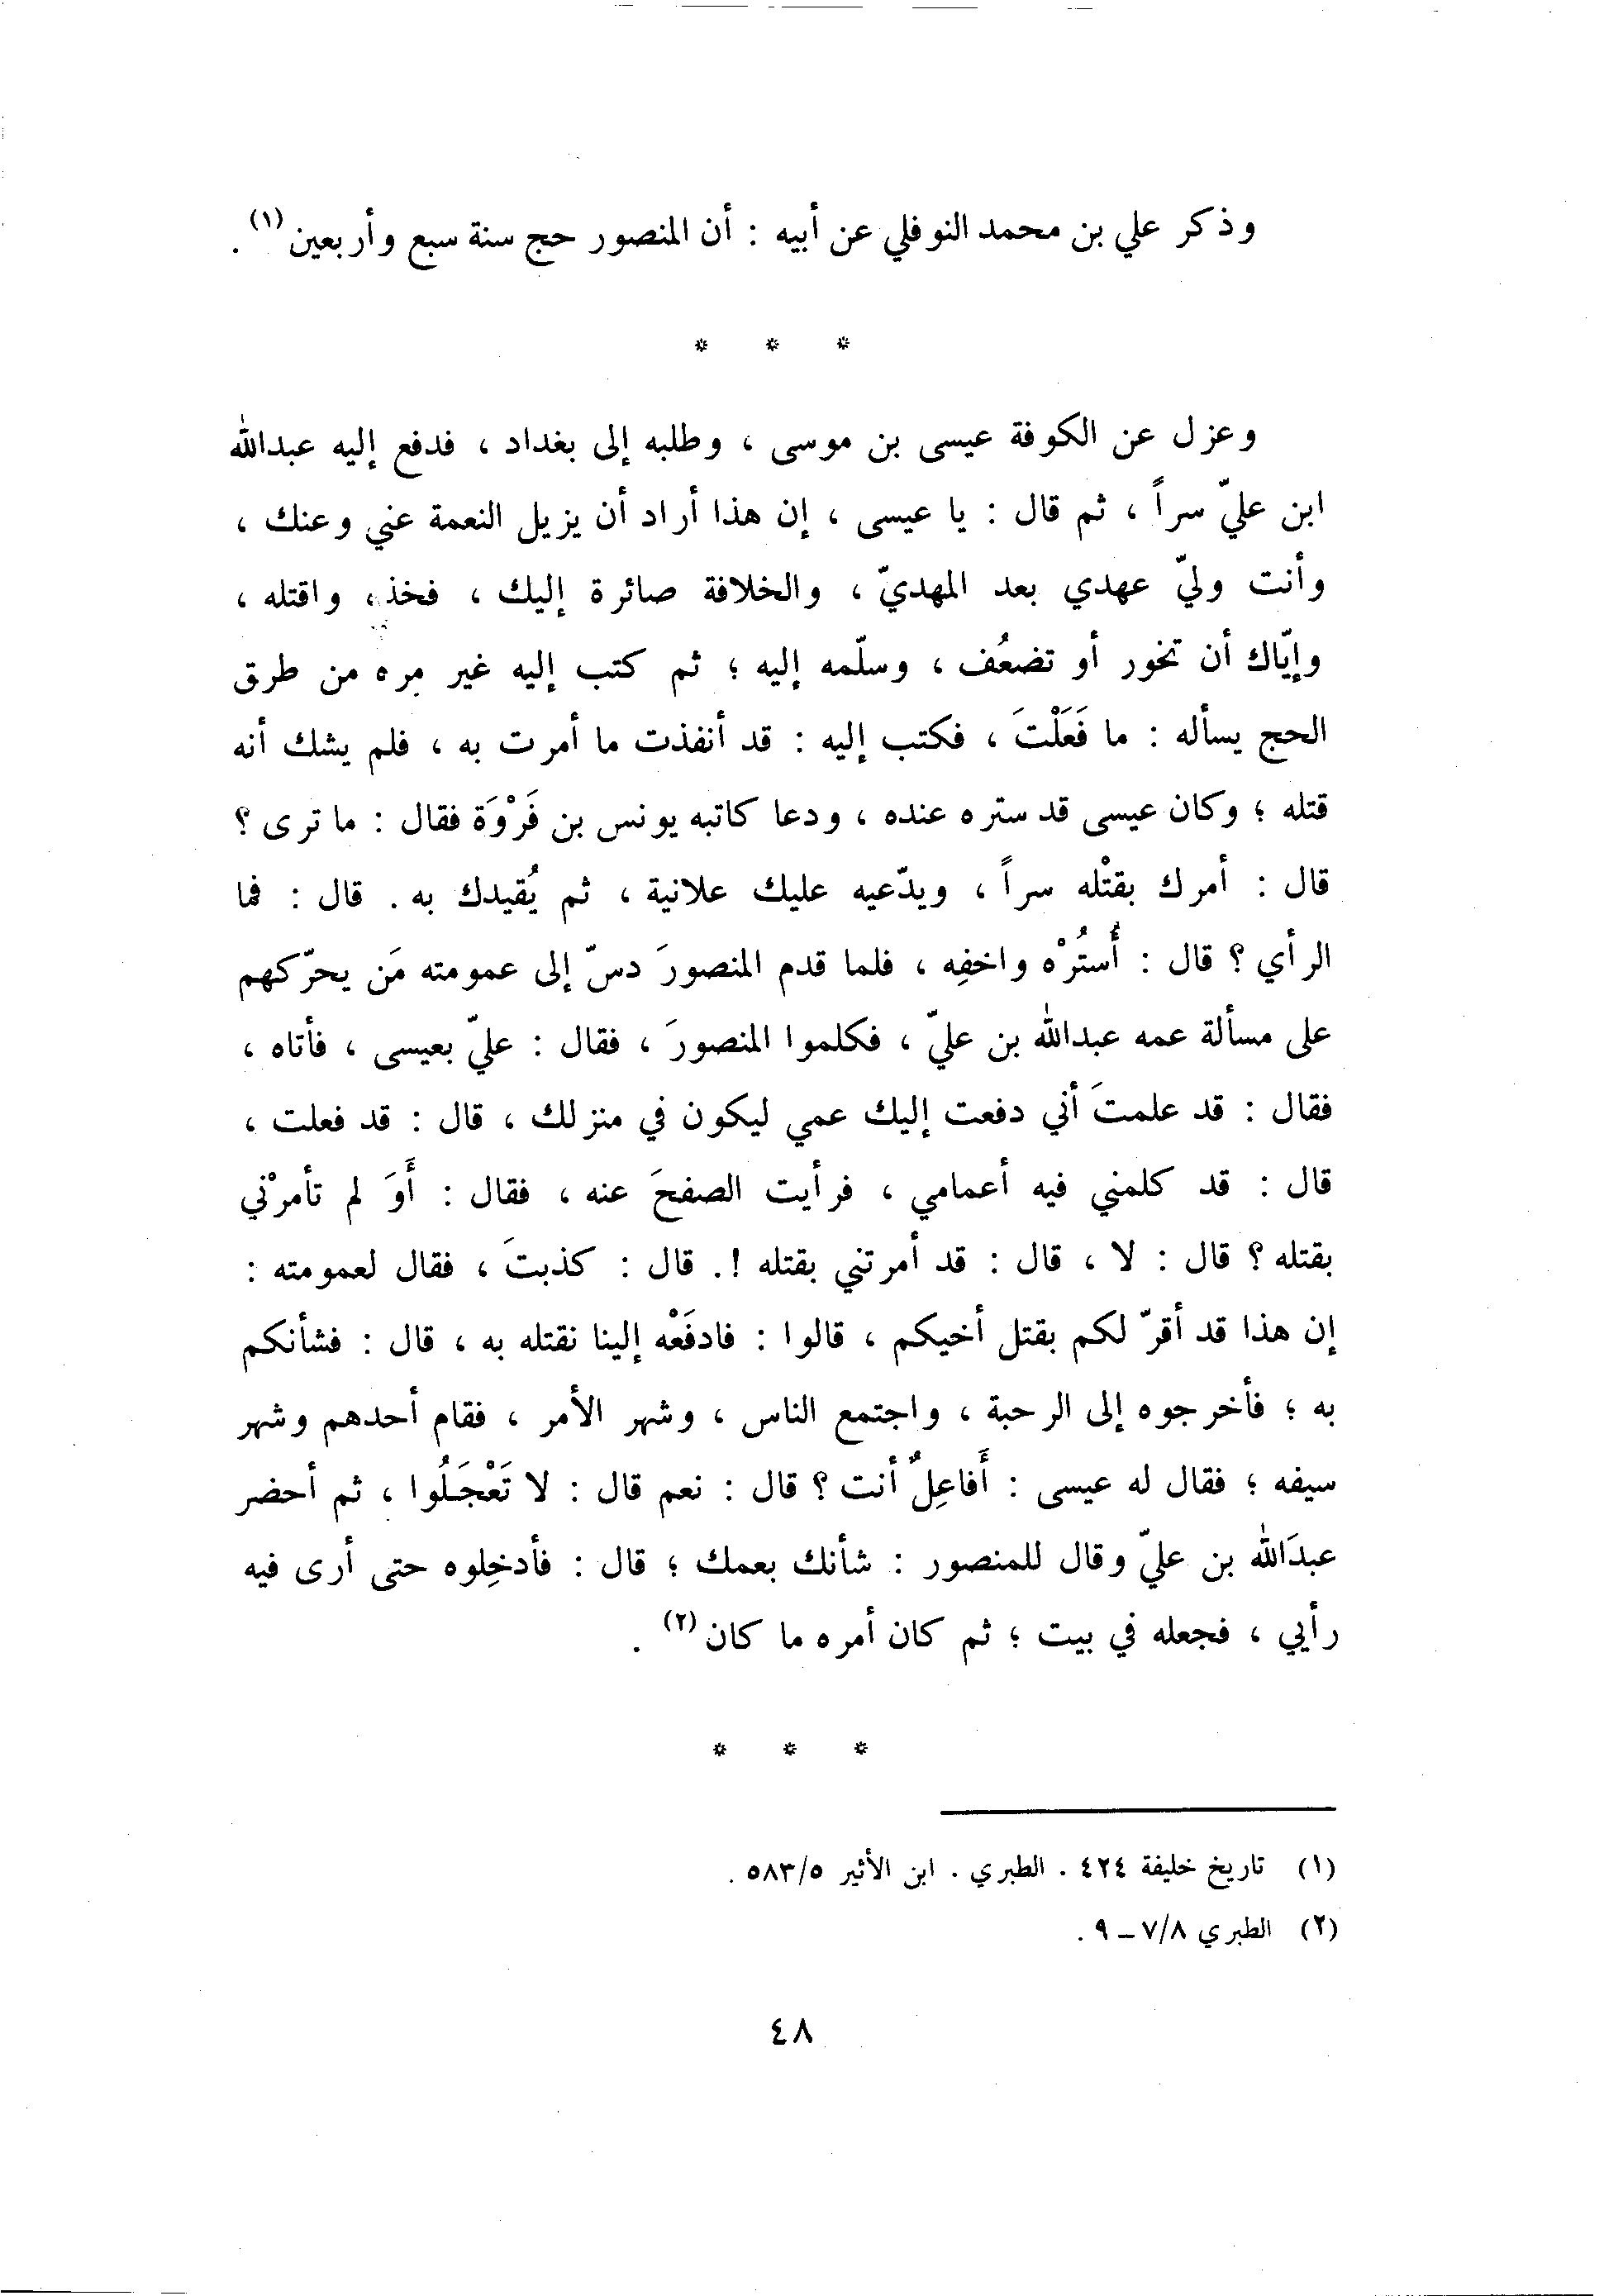 وذكر علي بن محمد النوفلي عن أبيه : أن المنصور حج سنة سبع وأربعين (١) .
* * *
وعزل عن الكوفة عيسى بن موسى ، وطلبه إلى بغداد ، فدفع إليه عبدالله
ابن عليّ سراً ، ثم قال : يا عيسى ، إن هذا أراد أن يزيل النعمة عني وعنك ،
وأنت وليّ عهدي بعد المهديّ ، والخلافة صائرة إليك ، فخذه واقتله ،
وإيّاك أن تخور أو تضعُف ، وسلّمه إليه ؛ ثم كتب إليه غير مره من طرق
الحج يسأله : ما فَعَلْتَ ، فكتب إليه : قد أنفذت ما أمرت به ، فلم يشك أنه
قتله ؛ وكان عيسى قد ستره عنده ، ودعا كاتبه يونس بن فَرْوَة فقال : ما ترى ؟
قال : أمرك بقتْله سراً ، ويدّعيه عليك علانية ، ثم يُقيدك به . قال : فما
الرأي ؟ قال : أُستُرْه واخفِه ، فلما قدم المنصورَ دسّ إلى عمومته مَن يحرّكهم
على مسألة عمه عبدالله بن عليّ ، فكلموا المنصورَ ، فقال : عليّ بعيسى ، فأتاه ،
فقال : قد علمتَ أني دفعت إليك عمي ليكون في منزلك ، قال : قد فعلت ،
قال : قد كلمني فيه أعمامي ، فرأيت الصفحَ عنه ، فقال : أَوَ لم تأمرْني
بقتله ؟ قال : لا ، قال : قد أمرتني بقتله !. قال : كذبتَ ، فقال لعمومته :
إن هذا قد أقرّ لكم بقتل أخيكم ، قالوا : فادفَعْه إلينا نقتله به ، قال : فشأنكم
به ؛ فأخرجوه إلى الرحبة ، واجتمع الناس ، وشهر الأمر ، فقام أحدهم وشهر
سيفه ؛ فقال له عيسى : أَفاعِلٌ أنت ؟ قال : نعم قال : لا تَعْجَلُوا ، ثم أحضر
عبدَالله بن عليّ وقال للمنصور : شأنك بعمك ؛ قال : فأدخِلوه حتى أرى فيه
رأيي ، فجعله في بيت ؛ ثم كان أمره ما كان (٢) .
* * *
(١) تاريخ خليفة ٤٢٤ . الطبري . ابن الأثير ٥٨٣/٥ .
(٢) الطبري ٧/٨ – ٩ .
٤٨